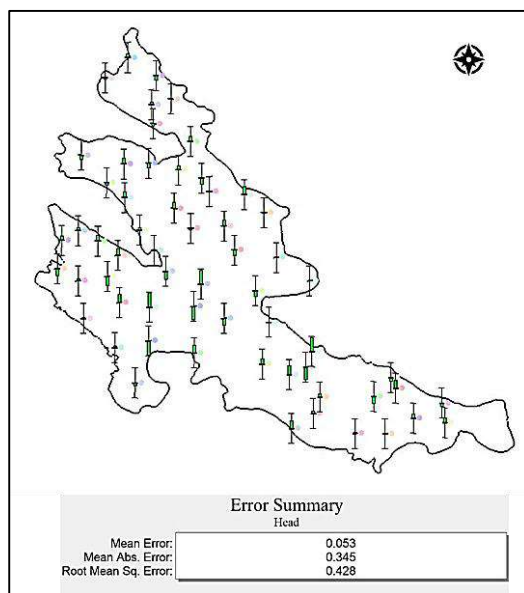 Error Summary
Head
Mean Error: 0.053
Mean Abs. Error: 0.345
Root Mean Sq. Error: 0.428